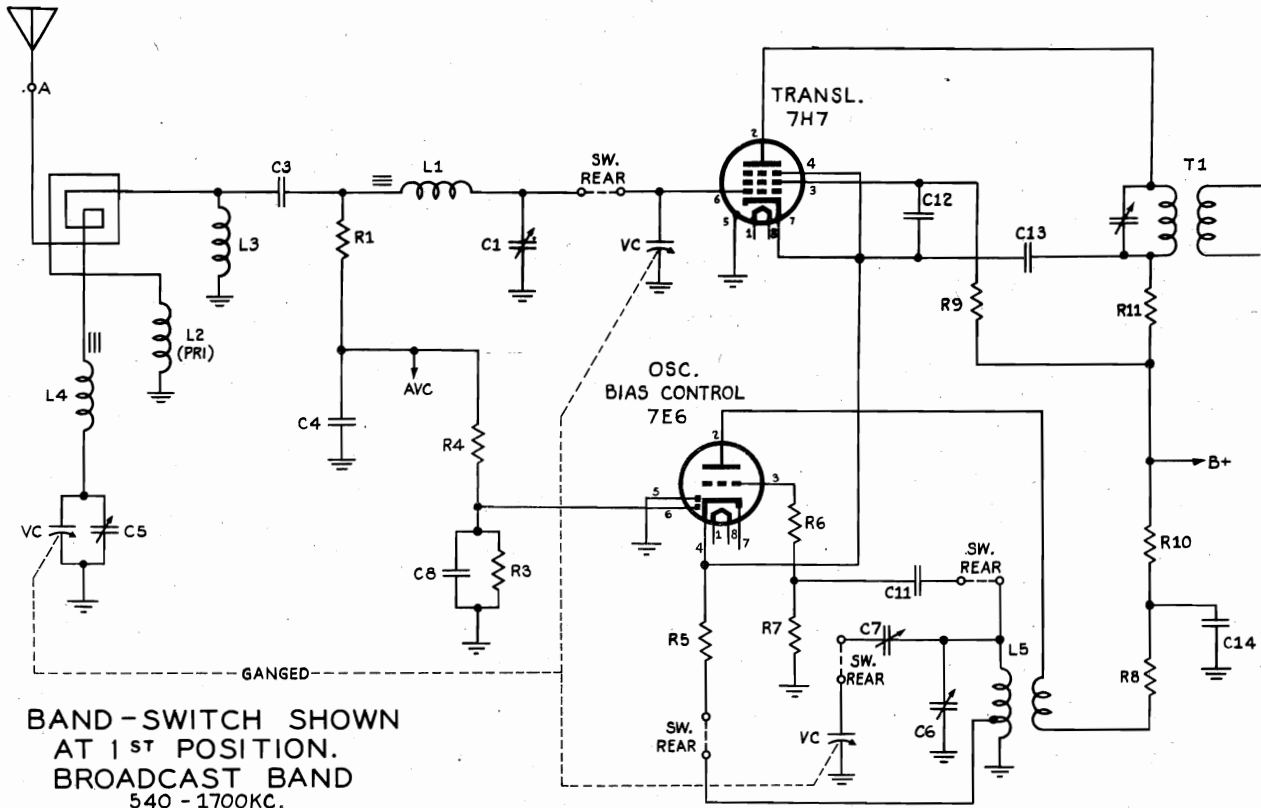 A
C3
L1
SW.
REAR
TRANSL.
7H7
2
4
3
6
5
1
8
7
T1
C12
C13
R1
L3
C1
VC
R9
R11
L2
(PRI)
L4
AVC
C4
R4
OSC.
BIAS CONTROL
7E6
2
5
6
3
4
1
8
7
B+
VC
C5
C8
R3
R6
R10
SW.
REAR
C11
R5
R7
C7
SW.
REAR
L5
C14
R8
GANGED
SW.
REAR
VC
C6
BAND-SWITCH SHOWN
AT 1ST POSITION.
BROADCAST BAND
540-1700KC.